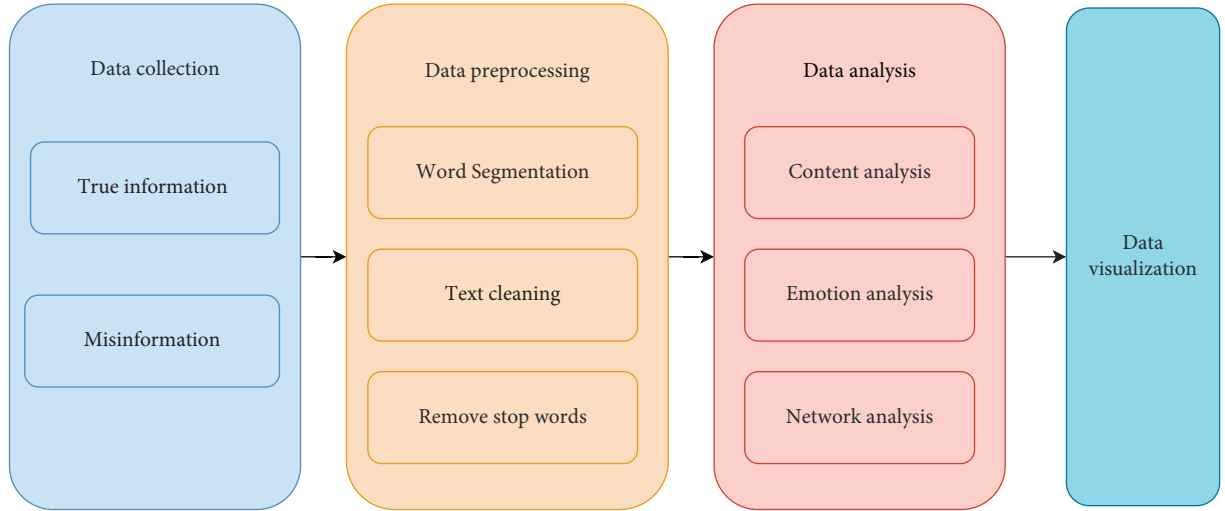 Data collection
True information
Misinformation
Data preprocessing
Word Segmentation
Text cleaning
Remove stop words
Data analysis
Content analysis
Emotion analysis
Network analysis
Data
visualization